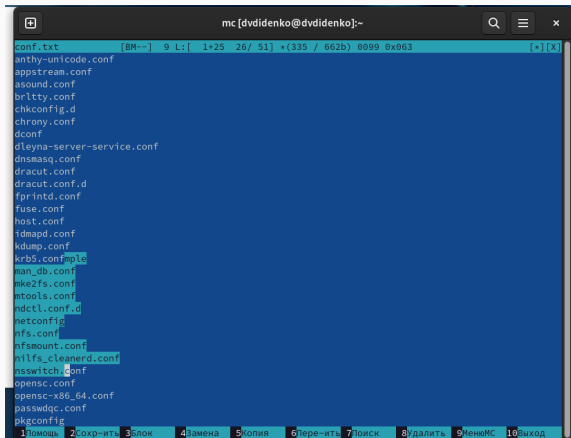 mc [dvdidenko@dvdidenko]:~
conf.txt [BM--] 9 L:[ 1+25 26/ 51] *(335 / 662b) 0099 0x063 [*][X]
anthy-unicode.conf
appstream.conf
asound.conf
brltty.conf
chkconfig.d
chrony.conf
dconf
dleyna-server-service.conf
dnsmasq.conf
dracut.conf
dracut.conf.d
fprintd.conf
fuse.conf
host.conf
idmapd.conf
kdump.conf
krb5.confmple
man_db.conf
mke2fs.conf
mtools.conf
ndctl.conf.d
netconfig
nfs.conf
nfsmount.conf
nilfs_cleanerd.conf
nsswitch.conf
opensc.conf
opensc-x86_64.conf
passwdqc.conf
pkgconfig
1Помощь 2Сохр~ить 3Блок 4Замена 5Копия 6Пере~ить 7Поиск 8Удалить 9МенюМС 10Выход